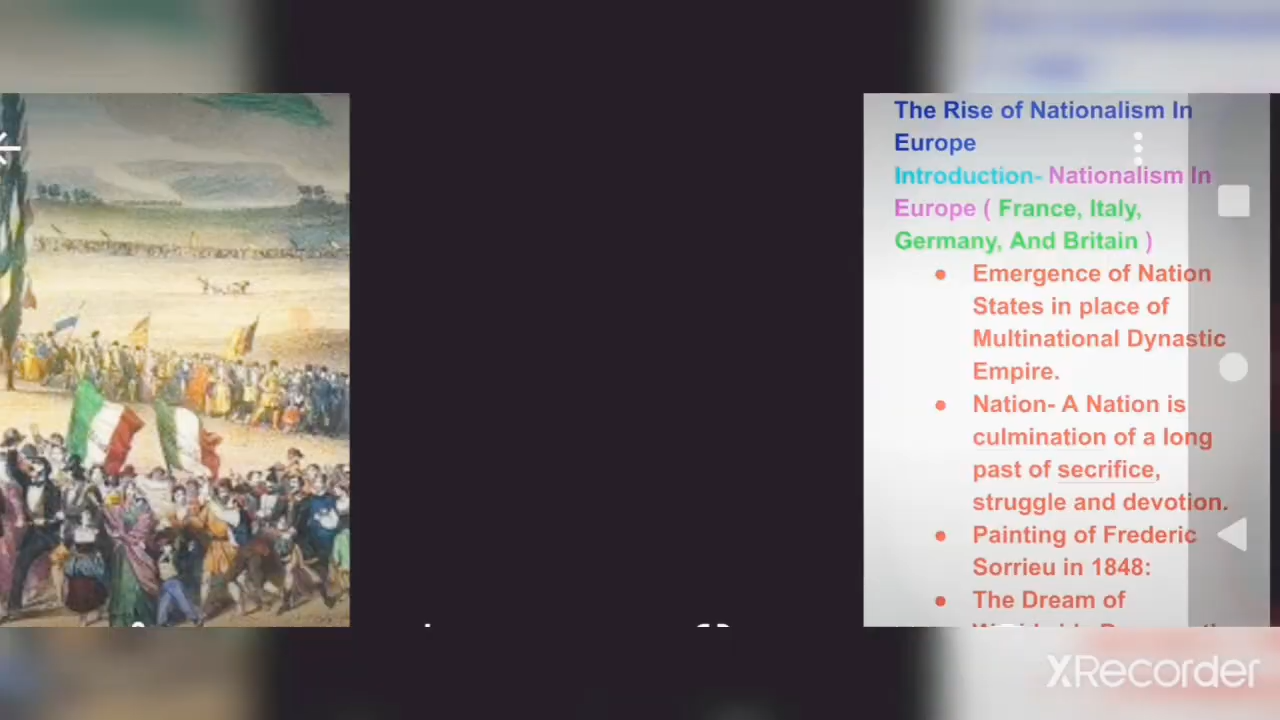 The Rise of Nationalism In
Europe
Introduction- Nationalism In
Europe ( France, Italy,
Germany, And Britain )
Emergence of Nation
States in place of
Multinational Dynastic
Empire.
Nation- A Nation is
culmination of a long
past of secrifice,
struggle and devotion.
Painting of Frederic
Sorrieu in 1848:
The Dream of
XRecorder